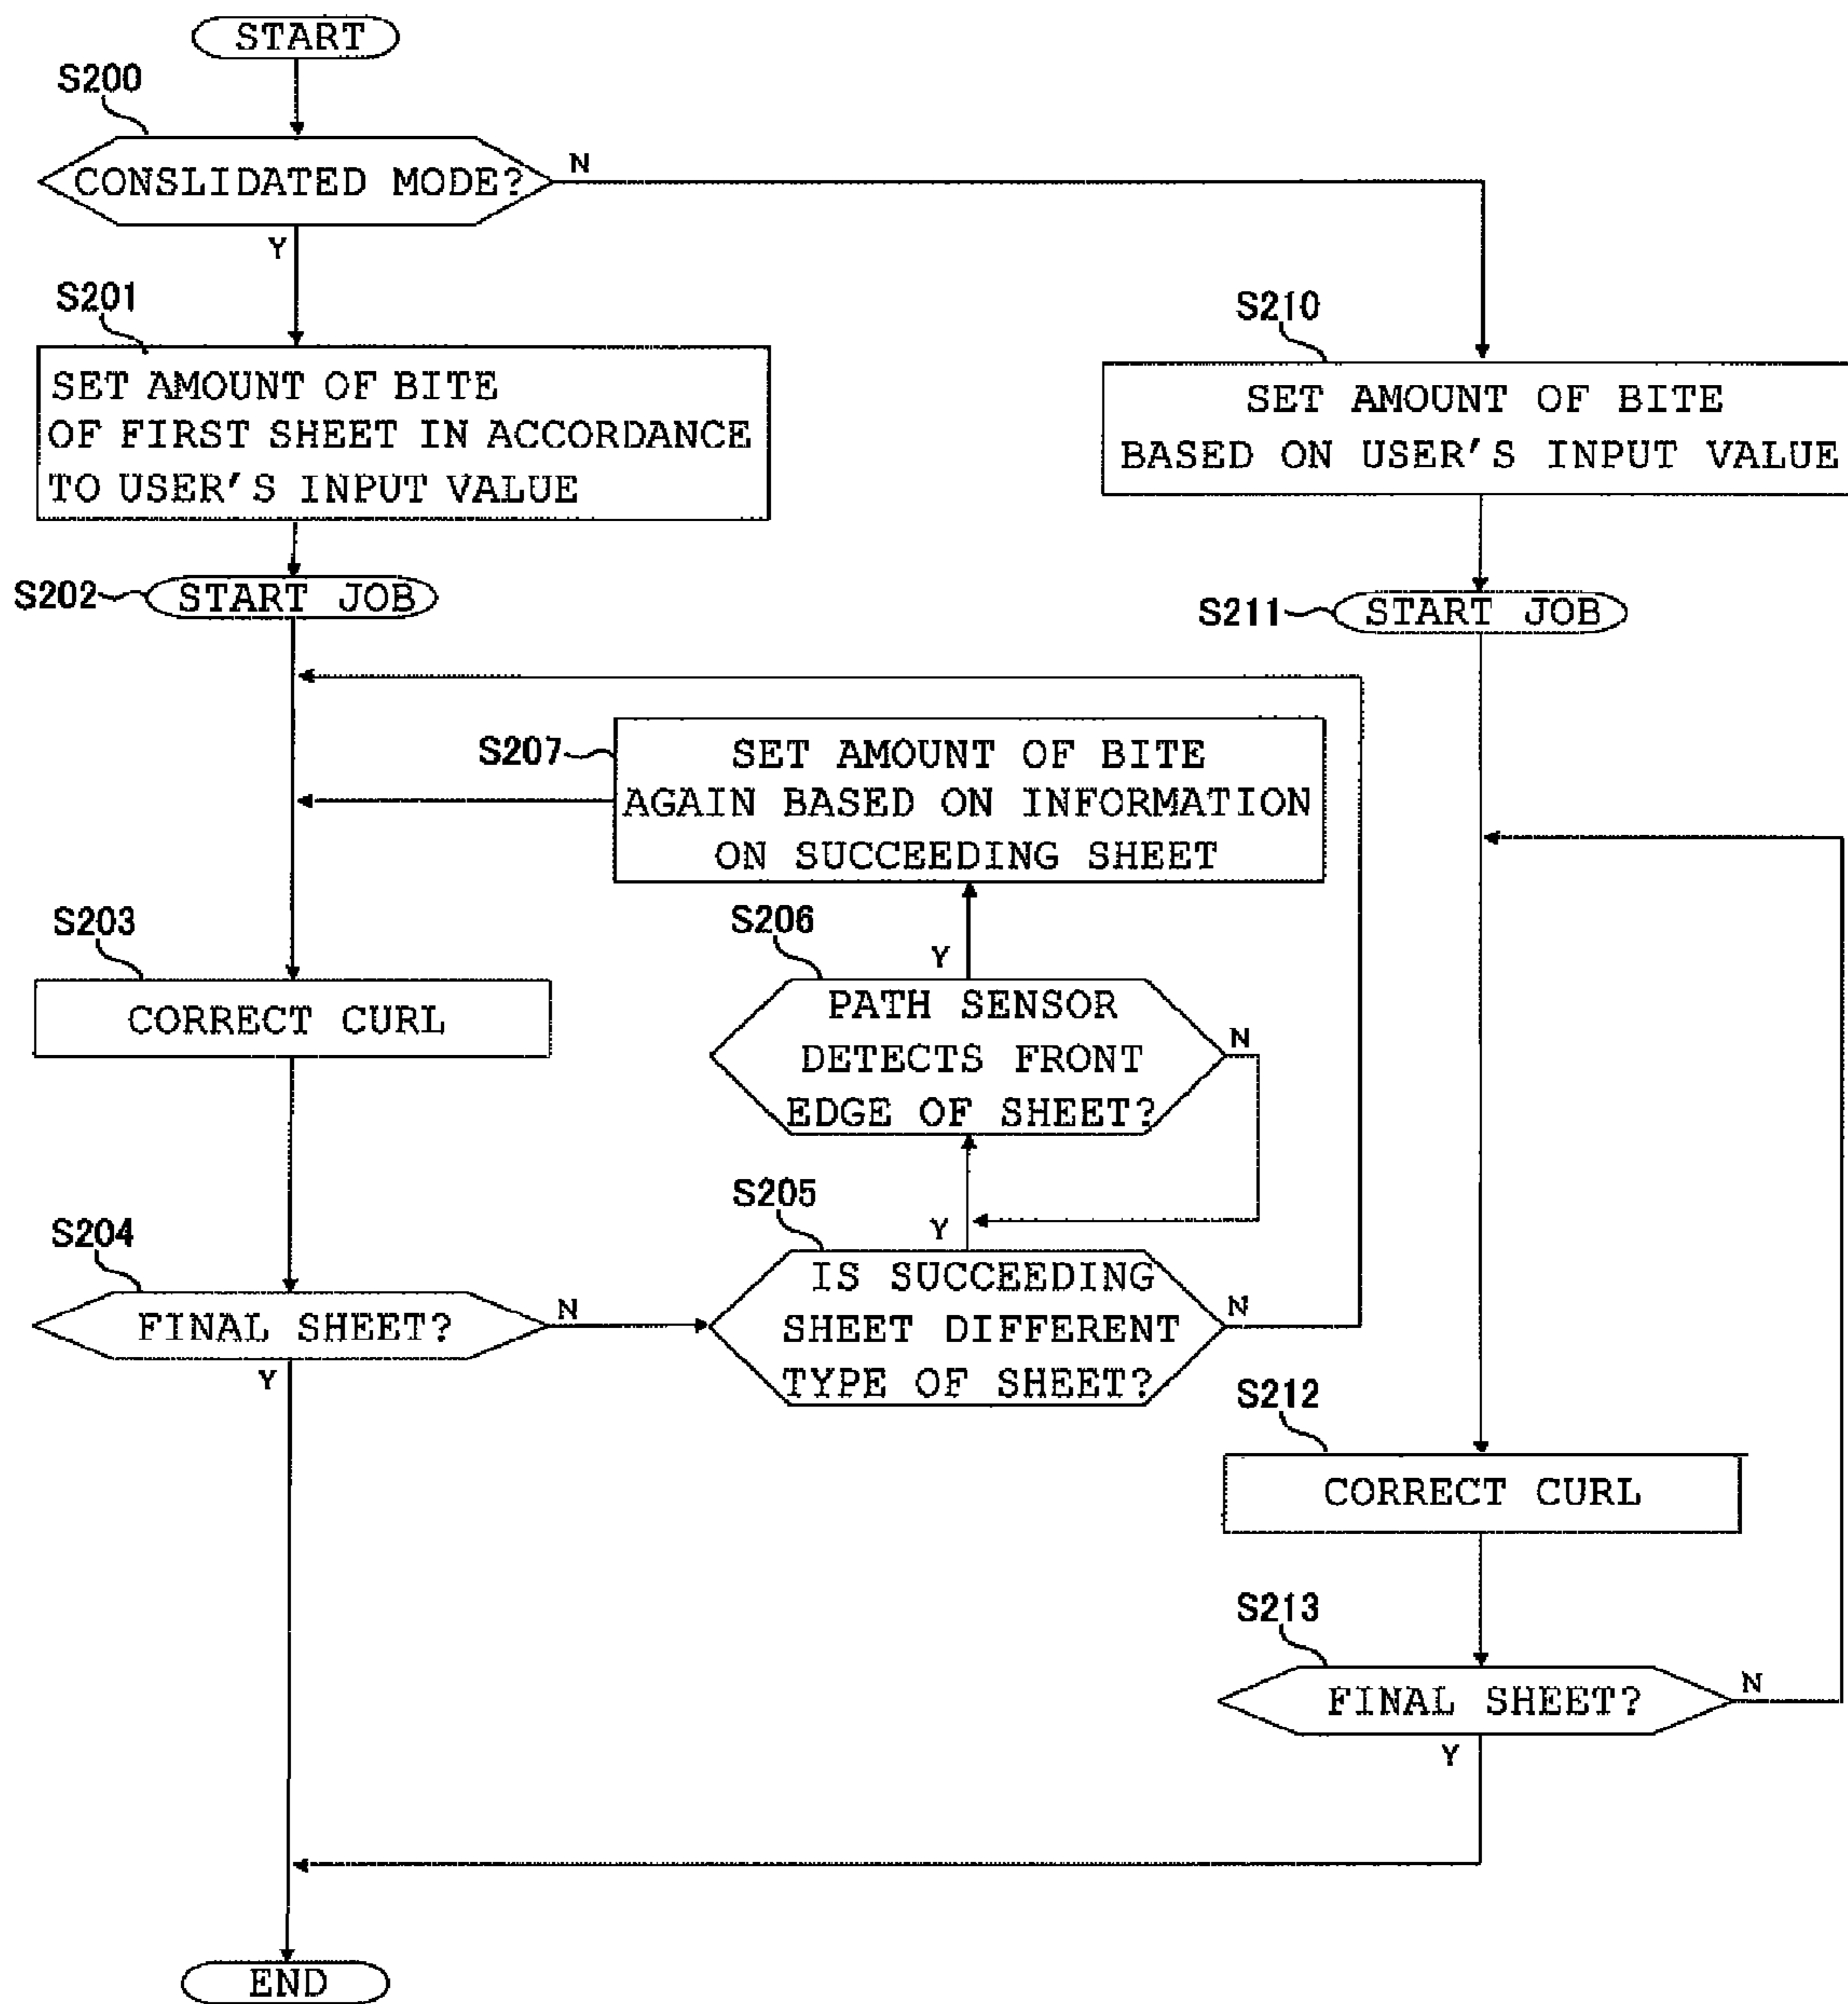 START
S200
CONSLIDATED MODE?
N
Y
S201
SET AMOUNT OF BITE
OF FIRST SHEET IN ACCORDANCE
TO USER'S INPUT VALUE
S210
SET AMOUNT OF BITE
BASED ON USER'S INPUT VALUE
S202
START JOB
S211
START JOB
S207
SET AMOUNT OF BITE
AGAIN BASED ON INFORMATION
ON SUCCEEDING SHEET
S206
Y
S203
CORRECT CURL
PATH SENSOR
DETECTS FRONT
EDGE OF SHEET?
N
S205
Y
S204
FINAL SHEET?
N
Y
IS SUCCEEDING
SHEET DIFFERENT
TYPE OF SHEET?
N
S212
CORRECT CURL
S213
FINAL SHEET?
N
Y
END